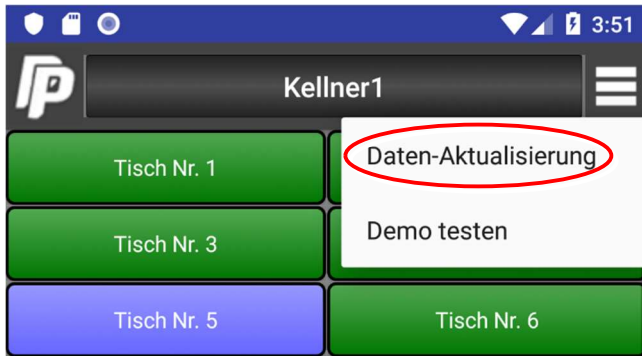 3:51
Kellner1
Tisch Nr. 1
Daten-Aktualisierung
Tisch Nr. 3
Demo testen
Tisch Nr. 5
Tisch Nr. 6